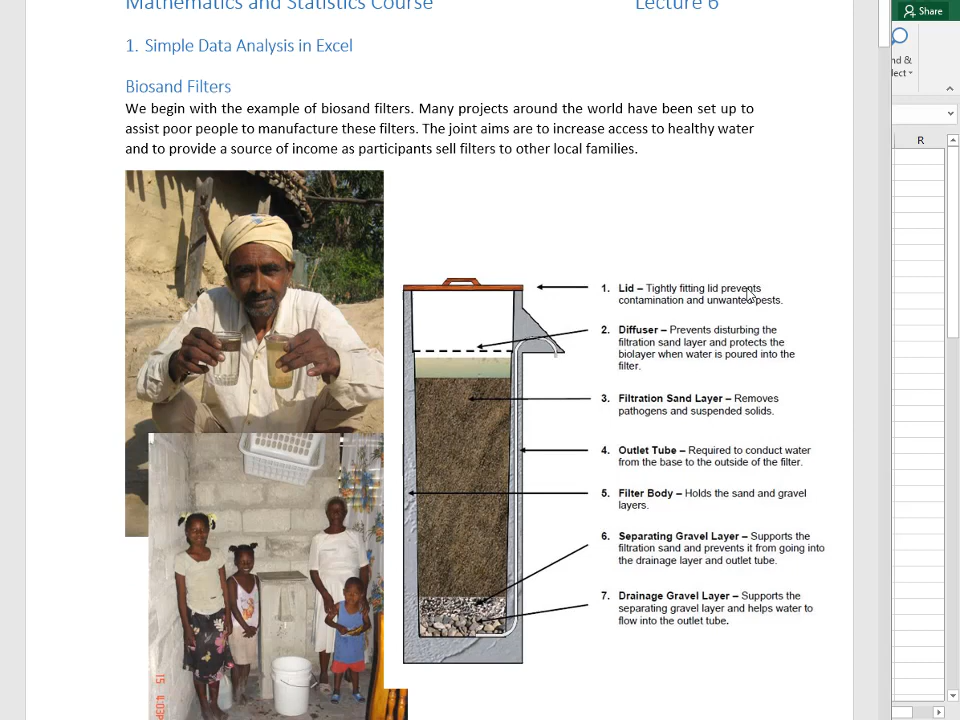 Mathematics and Statistics Course Lecture 6
1. Simple Data Analysis in Excel
Biosand Filters
We begin with the example of biosand filters. Many projects around the world have been set up to
assist poor people to manufacture these filters. The joint aims are to increase access to healthy water
and to provide a source of income as participants sell filters to other local families.
1. Lid – Tightly fitting lid prevents
contamination and unwanted pests.
2. Diffuser – Prevents disturbing the
filtration sand layer and protects the
biolayer when water is poured into the
filter.
3. Filtration Sand Layer – Removes
pathogens and suspended solids.
4. Outlet Tube – Required to conduct water
from the base to the outside of the filter.
5. Filter Body – Holds the sand and gravel
layers.
6. Separating Gravel Layer – Supports the
filtration sand and prevents it from going into
the drainage layer and outlet tube.
7. Drainage Gravel Layer – Supports the
separating gravel layer and helps water to
flow into the outlet tube.
Share
nd &
lect
R